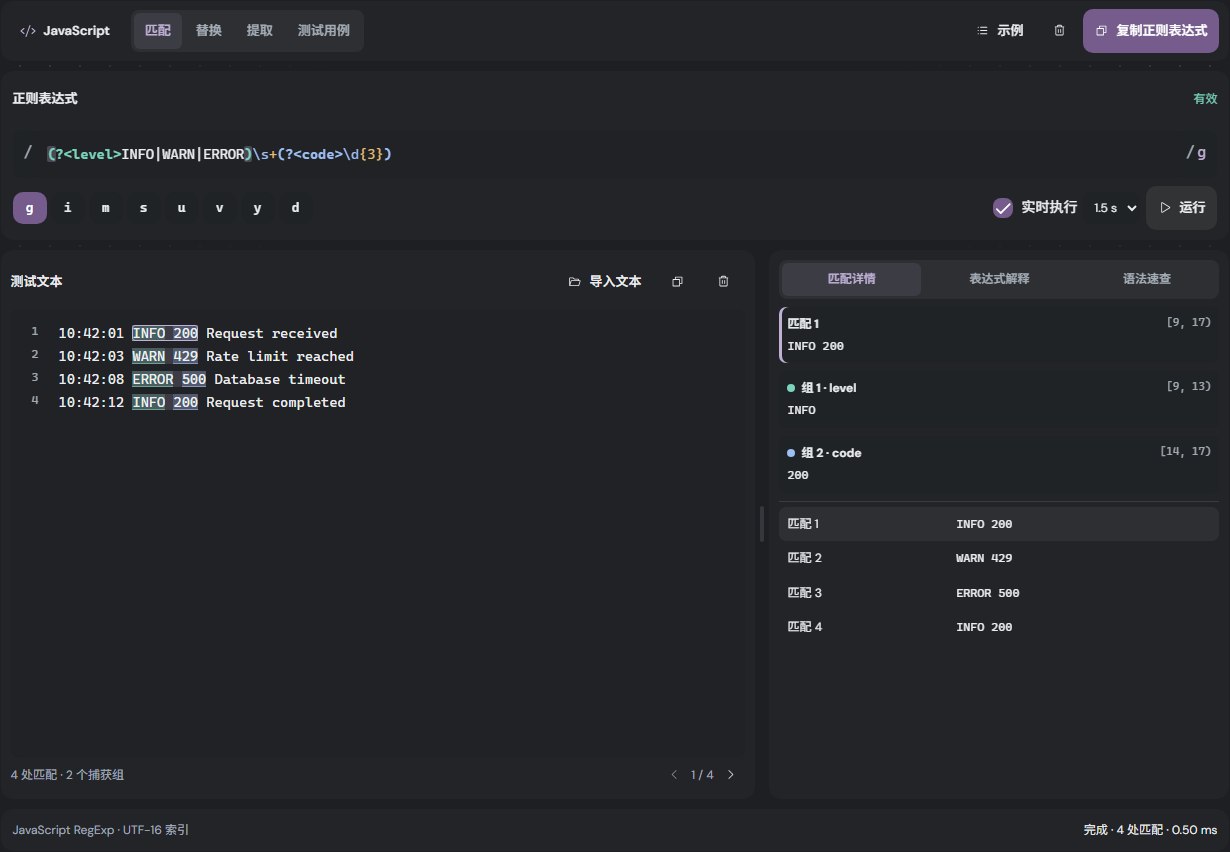 </> JavaScript 匹配 替换 提取 测试用例 示例 复制正则表达式
正则表达式 有效
/ (?<level>INFO|WARN|ERROR)\s+(?<code>\d{3}) /g
g i m s u v y d 实时执行 1.5 s 运行
测试文本 导入文本
1 10:42:01 INFO 200 Request received
2 10:42:03 WARN 429 Rate limit reached
3 10:42:08 ERROR 500 Database timeout
4 10:42:12 INFO 200 Request completed
4 处匹配 · 2 个捕获组 1 / 4
匹配详情 表达式解释 语法速查
匹配 1 [9, 17)
INFO 200
组 1 · level [9, 13)
INFO
组 2 · code [14, 17)
200
匹配 1 INFO 200
匹配 2 WARN 429
匹配 3 ERROR 500
匹配 4 INFO 200
JavaScript RegExp · UTF-16 索引 完成 · 4 处匹配 · 0.50 ms